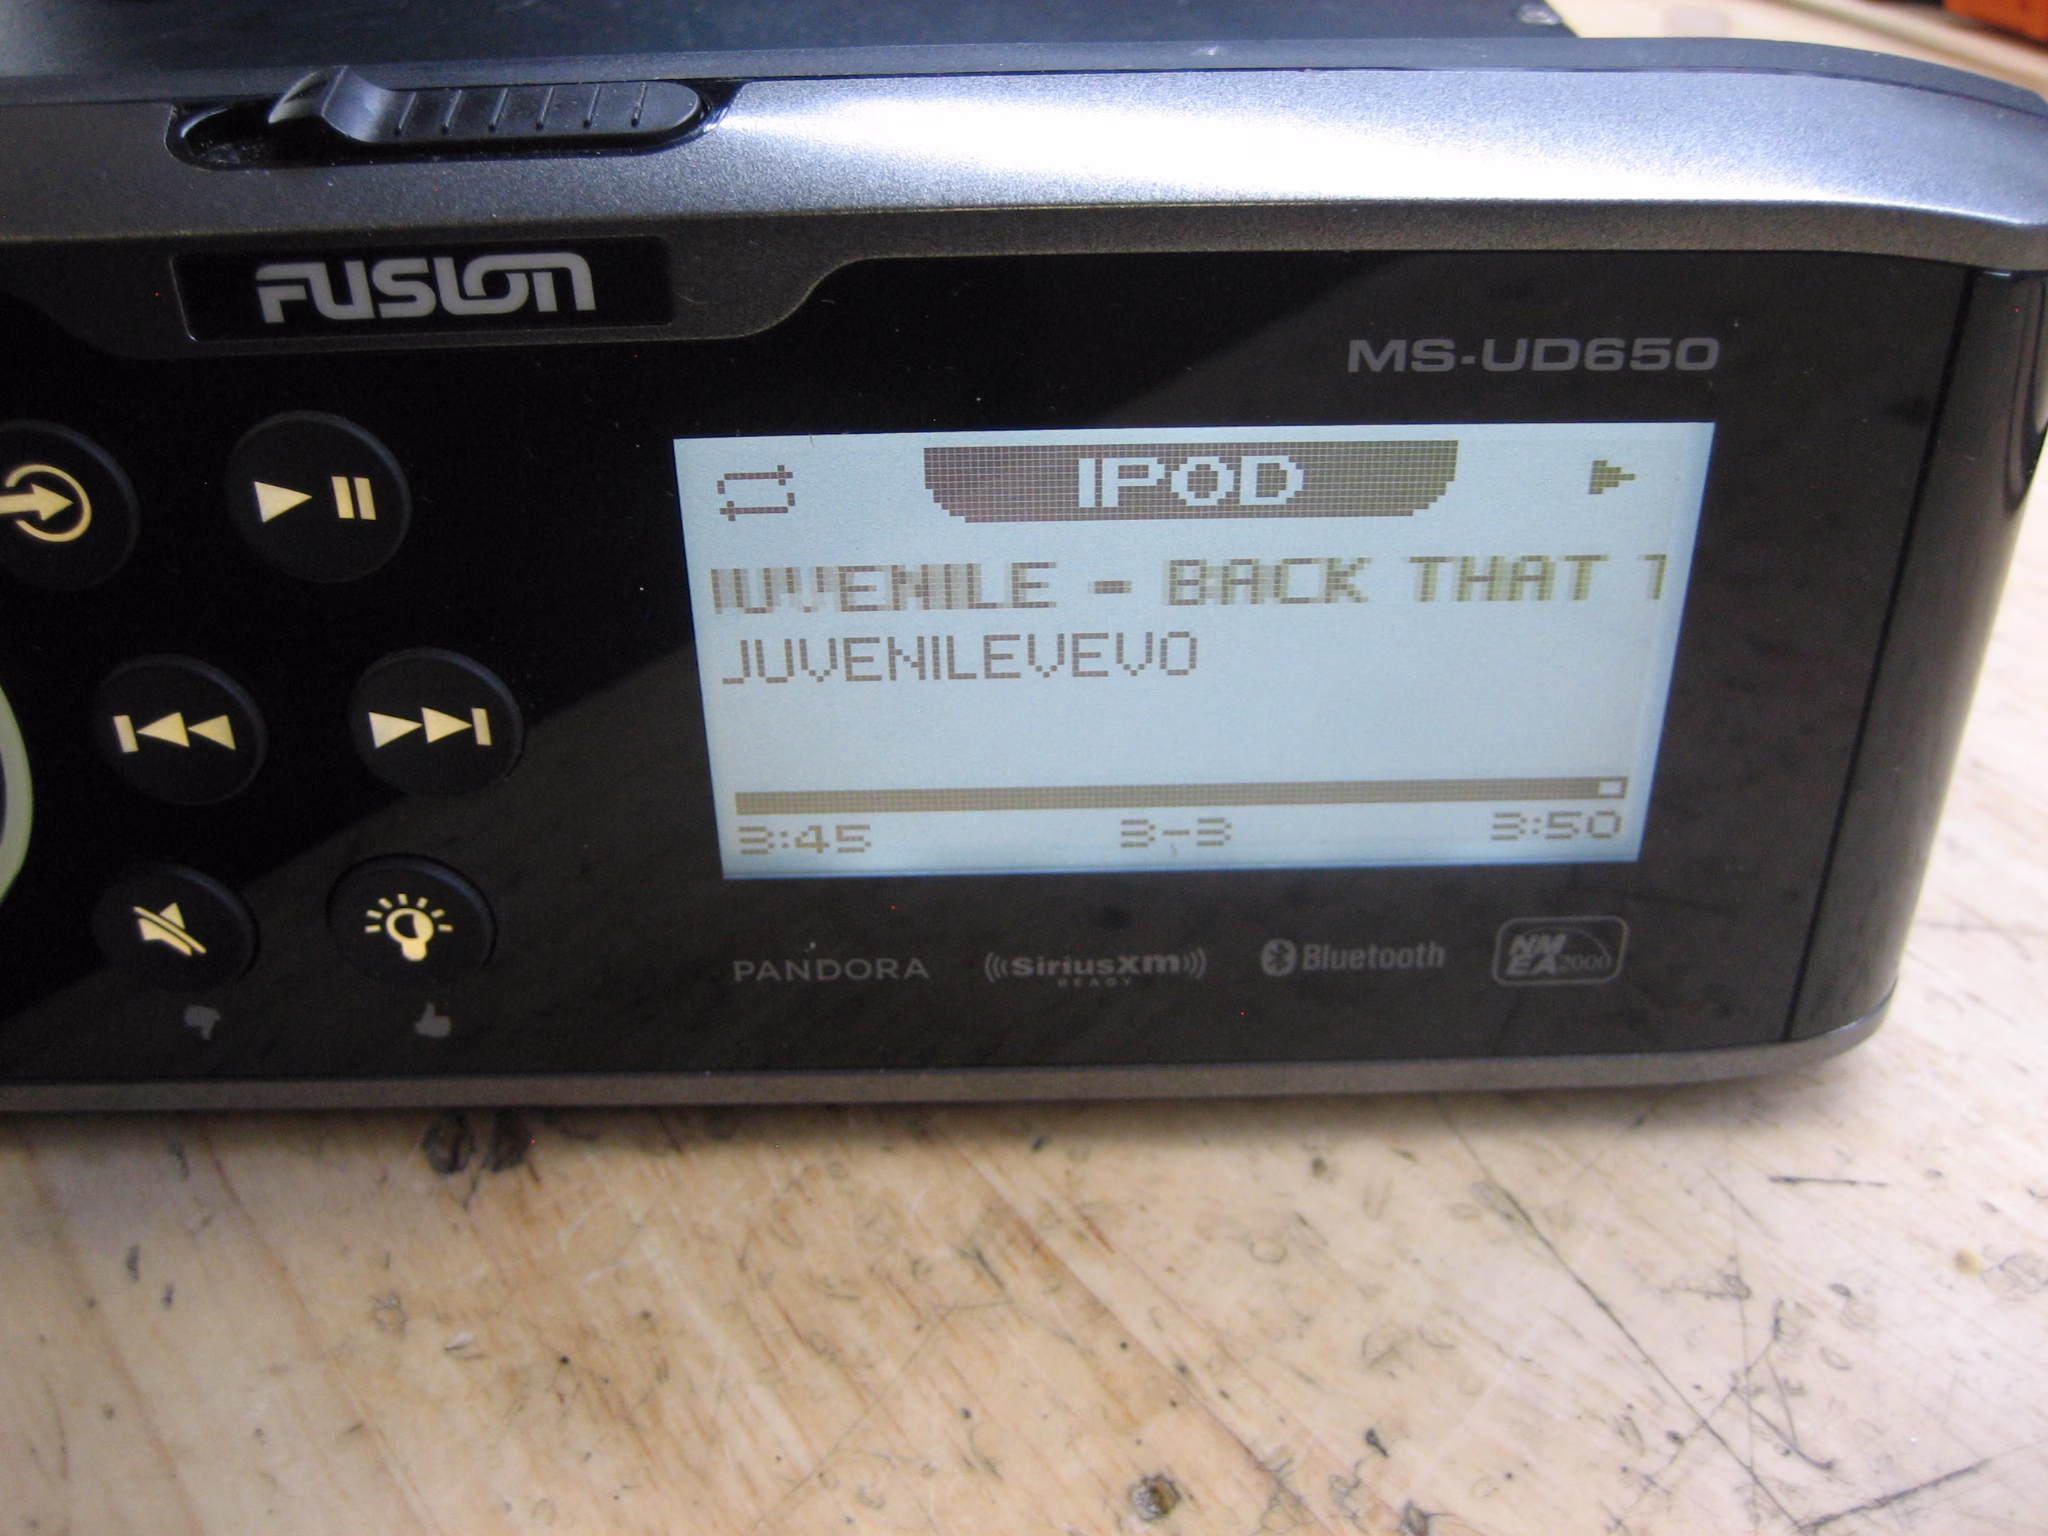 FUSION
MS-UD650
IPOD
JUVENILE - BACK THAT
JUVENILEVEVO
3:45 3-3 3:50
PANDORA ((SiriusXM)) Bluetooth NMEA 2000
READY